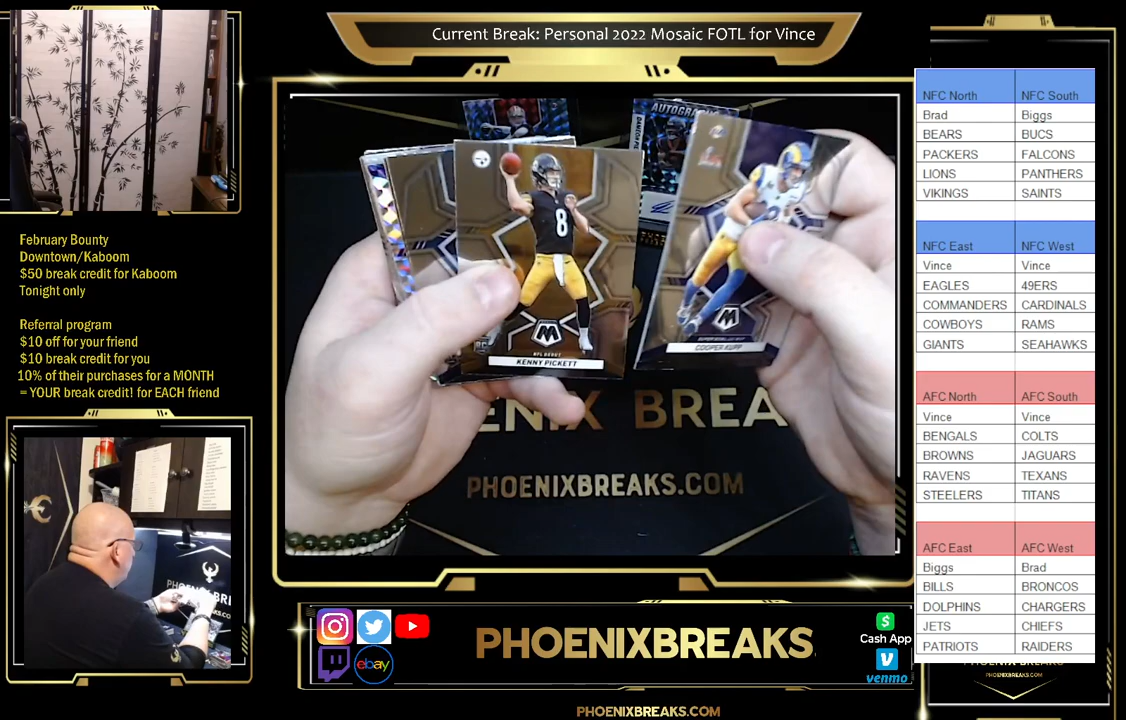 Current Break: Personal 2022 Mosaic FOTL for Vince
February Bounty
Downtown/Kaboom
$50 break credit for Kaboom
Tonight only
Referral program
$10 off for your friend
$10 break credit for you
10% of their purchases for a MONTH
= YOUR break credit! for EACH friend
AUTOGRAPH
8
M
NFL DEBUT
KENNY PICKETT
M
COOPER KUPP
PHOENIXBREAKS.COM
NFC North NFC South
Brad Biggs
BEARS BUCS
PACKERS FALCONS
LIONS PANTHERS
VIKINGS SAINTS
NFC East NFC West
Vince Vince
EAGLES 49ERS
COMMANDERS CARDINALS
COWBOYS RAMS
GIANTS SEAHAWKS
AFC North AFC South
Vince Vince
BENGALS COLTS
BROWNS JAGUARS
RAVENS TEXANS
STEELERS TITANS
AFC East AFC West
Biggs Brad
BILLS BRONCOS
DOLPHINS CHARGERS
JETS CHIEFS
PATRIOTS RAIDERS
PHOENIXBREAKS.COM
ebay
PHOENIXBREAKS
Cash App
venmo
PHOENIXBREAKS.COM